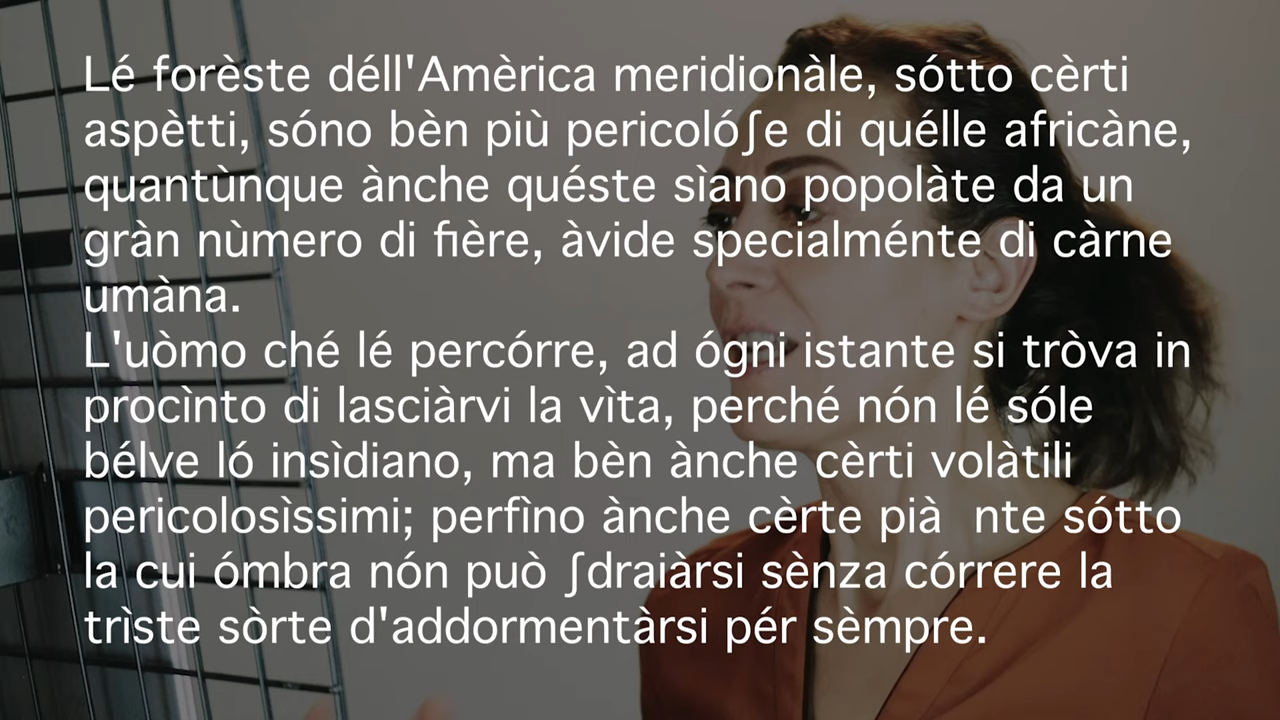 Lé forèste déll'Amèrica meridionàle, sótto cèrti
aspètti, sóno bèn più pericolóʃe di quélle africàne,
quantùnque ànche quéste sìano popolàte da un
gràn nùmero di fière, àvide specialménte di càrne
umàna.
L'uòmo ché lé percórre, ad ógni istante si tròva in
procìnto di lasciàrvi la vìta, perché nón lé sóle
bélve ló insìdiano, ma bèn ànche cèrti volàtili
pericolosìssimi; perfìno ànche cèrte pià  nte sótto
la cui ómbra nón può ʃdraiàrsi sènza córrere la
trìste sòrte d'addormentàrsi pér sèmpre.